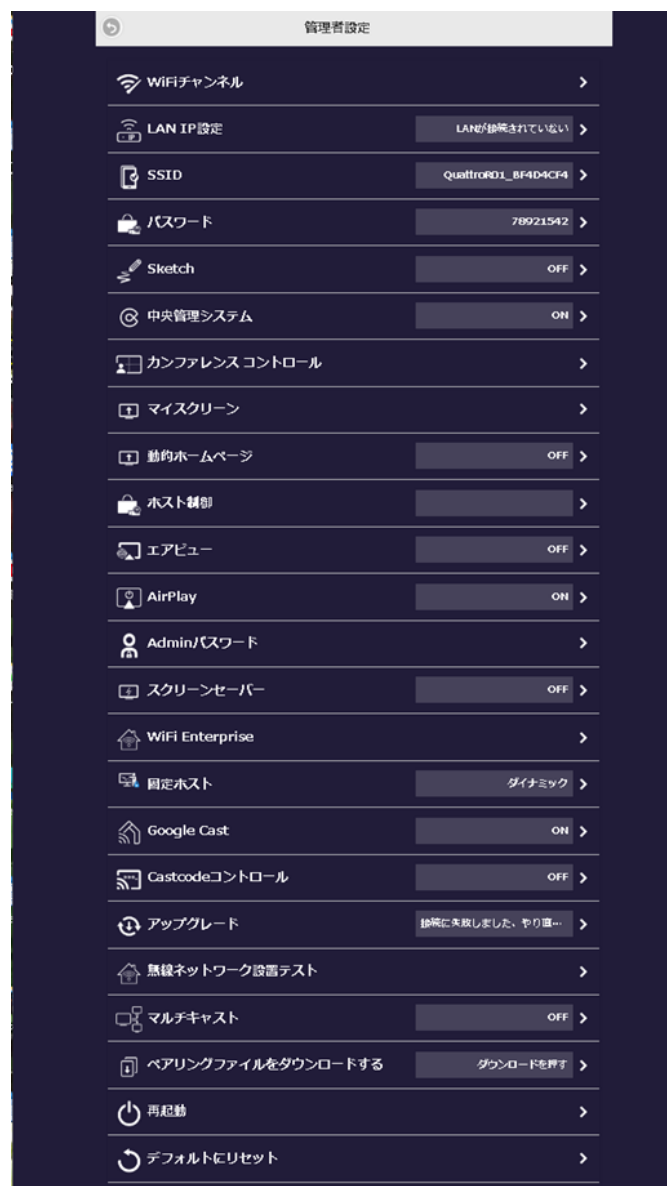 管理者設定
WiFiチャンネル
LAN IP設定 LANが接続されていない
SSID QuattroR01_BF4D4CF4
パスワード 78921542
Sketch OFF
中央管理システム ON
カンファレンス コントロール
マイスクリーン
動的ホームページ OFF
ホスト制御
エアビュー OFF
AirPlay ON
Adminパスワード
スクリーンセーバー OFF
WiFi Enterprise
固定ホスト ダイナミック
Google Cast ON
Castcodeコントロール OFF
アップグレード 接続に失敗しました、やり直…
無線ネットワーク設置テスト
マルチキャスト OFF
ペアリングファイルをダウンロードする ダウンロードを押す
再起動
デフォルトにリセット